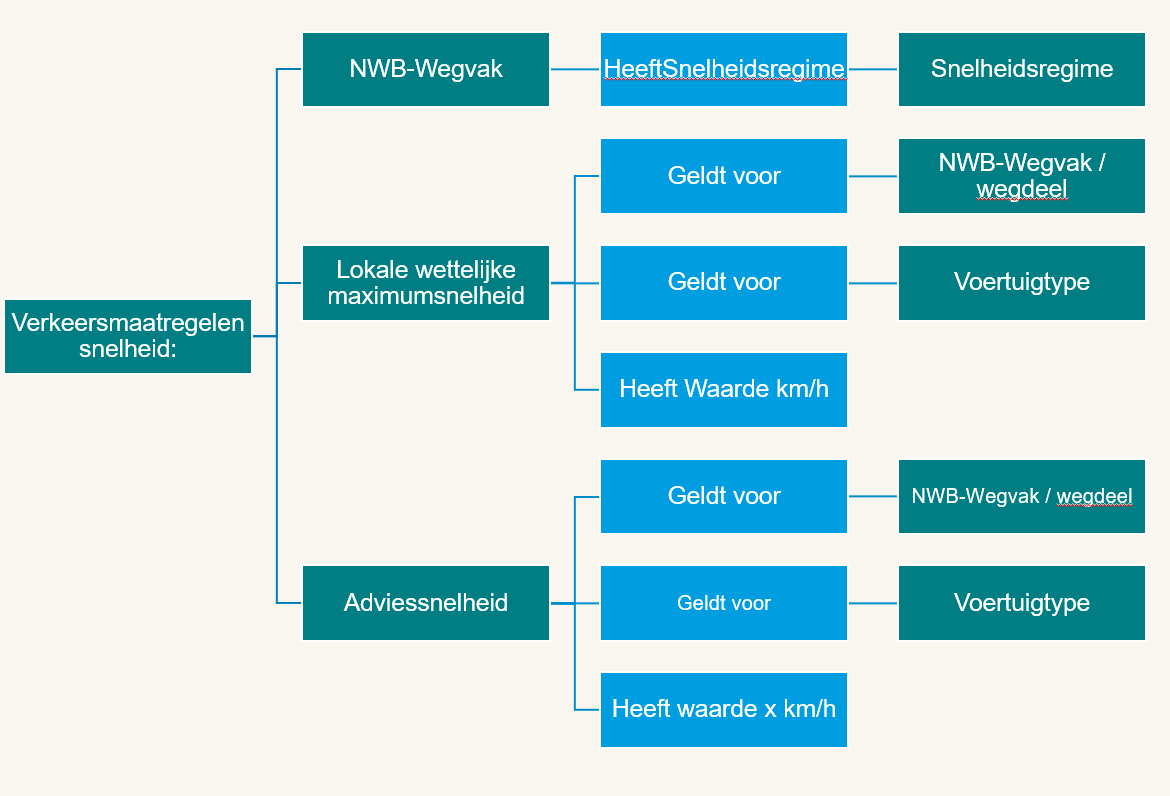 NWB-Wegvak
HeeftSnelheidsregime
Snelheidsregime
Geldt voor
NWB-Wegvak /
wegdeel
Lokale wettelijke
maximumsnelheid
Geldt voor
Voertuigtype
Verkeersmaatregelen
snelheid:
Heeft Waarde km/h
Geldt voor
NWB-Wegvak / wegdeel
Adviessnelheid
Geldt voor
Voertuigtype
Heeft waarde x km/h